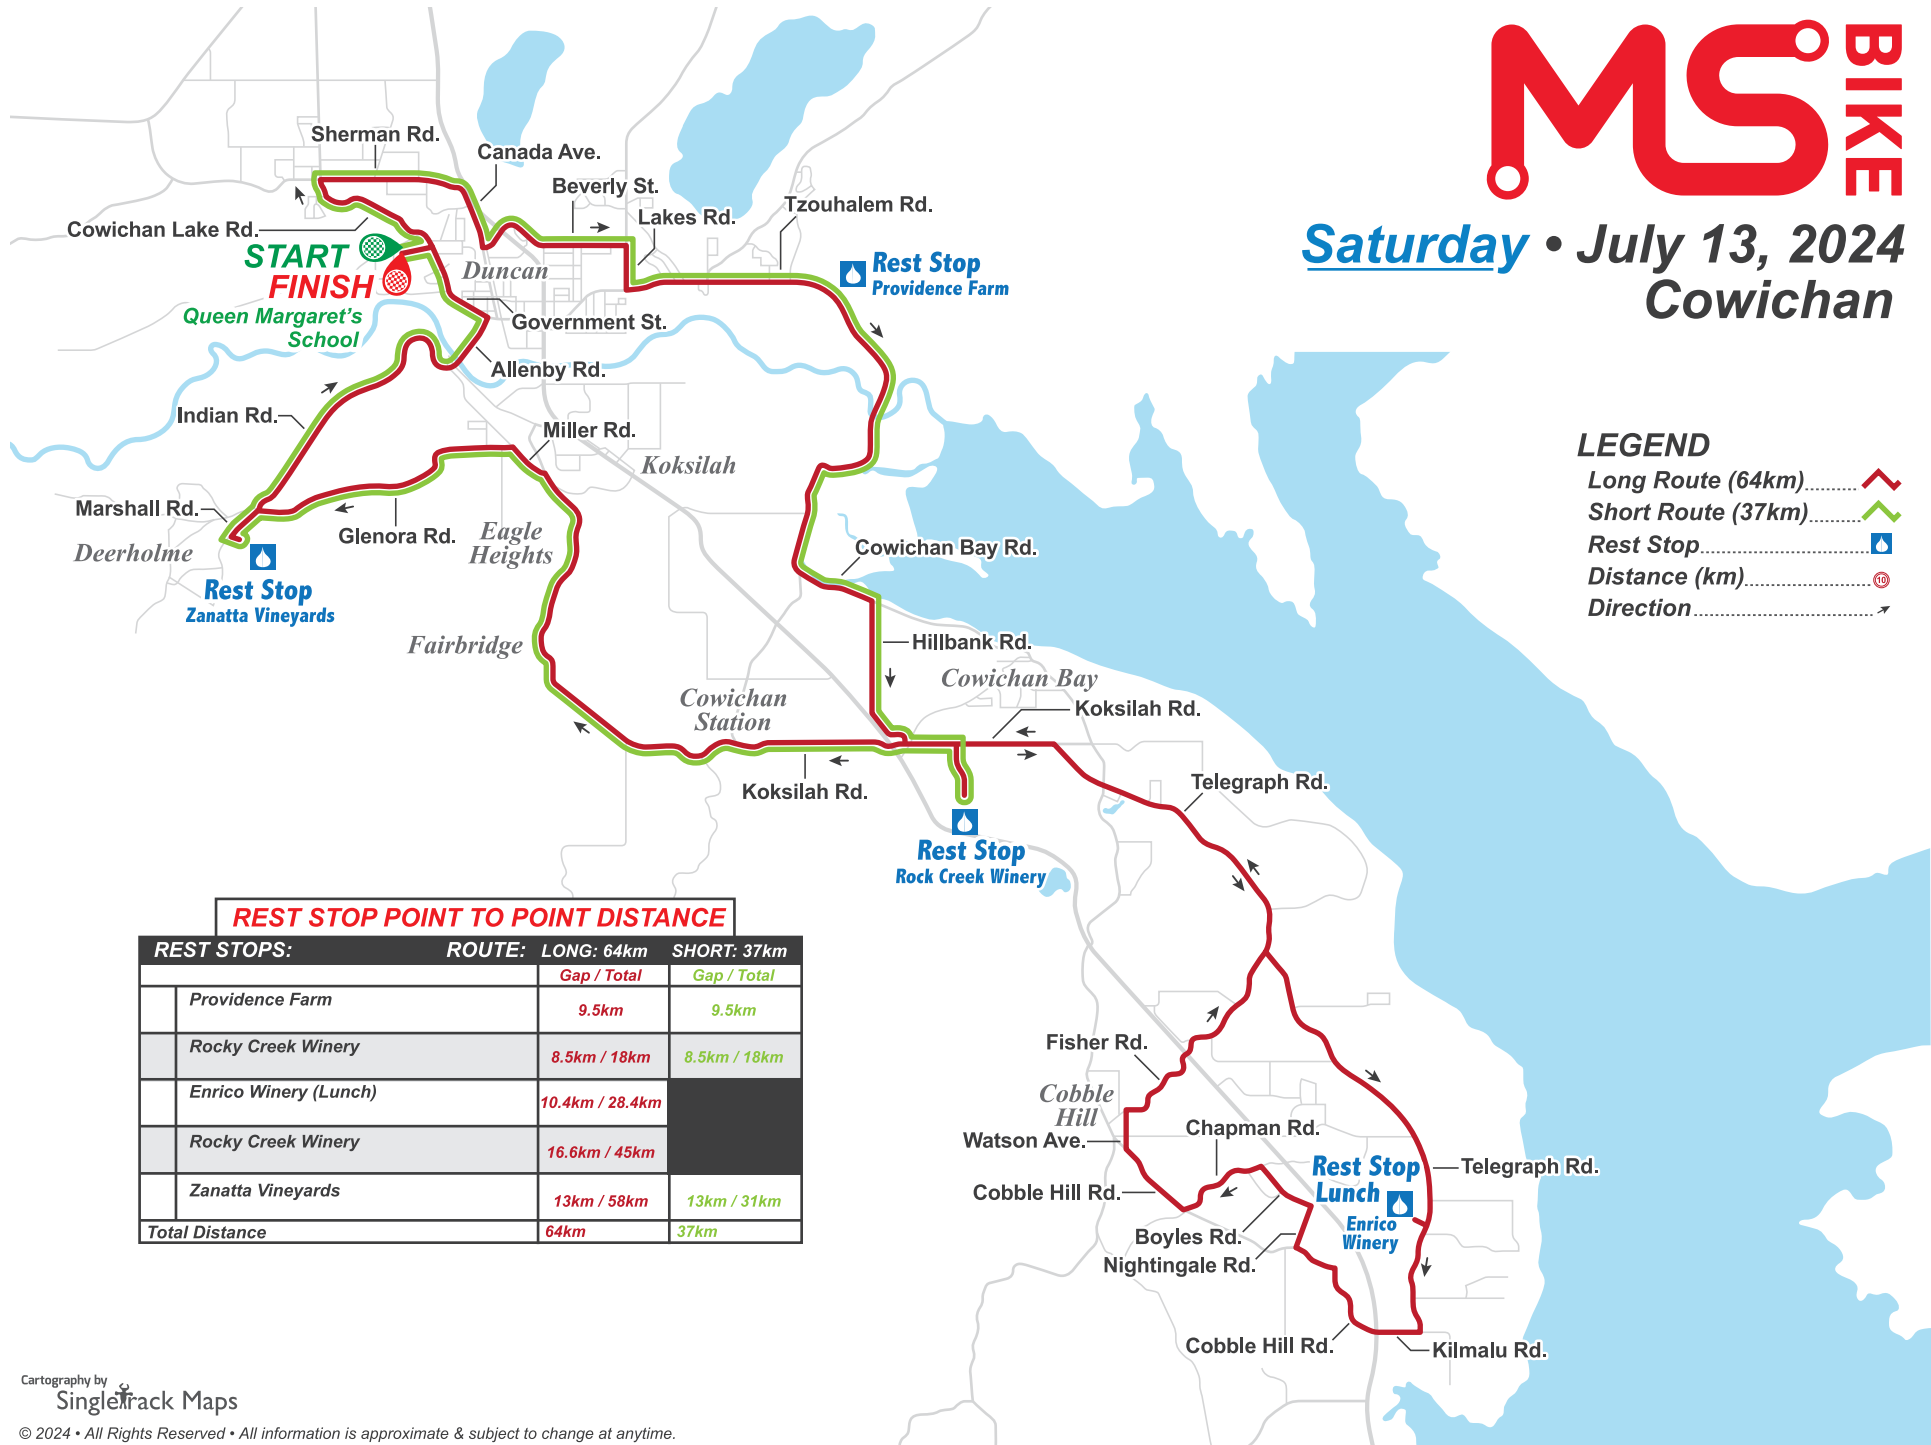 MS BIKE
Saturday • July 13, 2024
Cowichan
Sherman Rd.
Canada Ave.
Beverly St.
Lakes Rd.
Tzouhalem Rd.
Cowichan Lake Rd.
START
FINISH
Queen Margaret's
School
Duncan
Rest Stop
Providence Farm
Government St.
Allenby Rd.
Indian Rd.
Miller Rd.
Koksilah
Marshall Rd.
Glenora Rd.
Eagle
Heights
Deerholme
Rest Stop
Zanatta Vineyards
Cowichan Bay Rd.
Fairbridge
Hillbank Rd.
Cowichan Bay
Cowichan
Station
Koksilah Rd.
Koksilah Rd.
Telegraph Rd.
Rest Stop
Rock Creek Winery
LEGEND
Long Route (64km)
Short Route (37km)
Rest Stop
Distance (km) 10
Direction
Fisher Rd.
Cobble
Hill
Watson Ave.
Chapman Rd.
Cobble Hill Rd.
Rest Stop
Lunch
Enrico
Winery
Telegraph Rd.
Boyles Rd.
Nightingale Rd.
Cobble Hill Rd.
Kilmalu Rd.
REST STOP POINT TO POINT DISTANCE
REST STOPS: ROUTE: LONG: 64km SHORT: 37km
Gap / Total Gap / Total
Providence Farm 9.5km 9.5km
Rocky Creek Winery 8.5km / 18km 8.5km / 18km
Enrico Winery (Lunch) 10.4km / 28.4km
Rocky Creek Winery 16.6km / 45km
Zanatta Vineyards 13km / 58km 13km / 31km
Total Distance 64km 37km
Cartography by
SingleTrack Maps
© 2024 • All Rights Reserved • All information is approximate & subject to change at anytime.